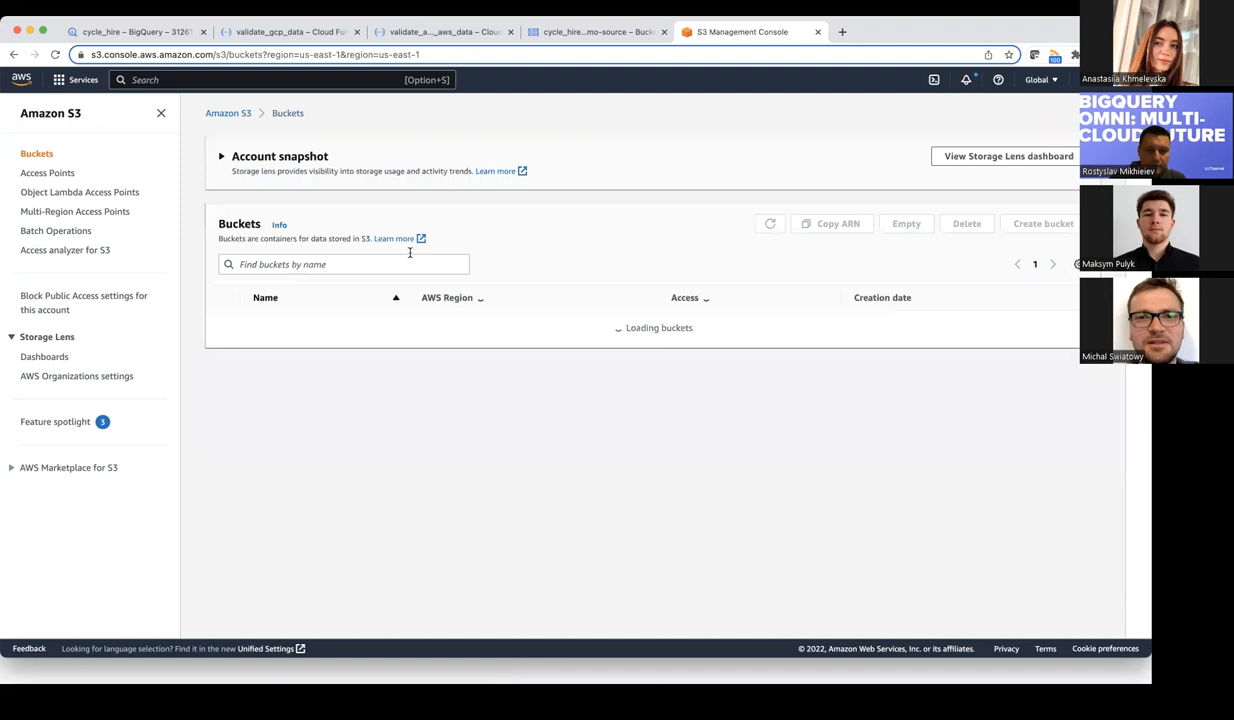 cycle_hire – BigQuery – 31261
validate_gcp_data – Cloud Fun
validate_a..._aws_data – Cloud
cycle_hire...mo-source – Bucke
S3 Management Console
s3.console.aws.amazon.com/s3/buckets?region=us-east-1&region=us-east-1
100
aws
Services
Search
[Option+S]
Global
Amazon S3
Buckets
Access Points
Object Lambda Access Points
Multi-Region Access Points
Batch Operations
Access analyzer for S3
Block Public Access settings for
this account
Storage Lens
Dashboards
AWS Organizations settings
Feature spotlight 3
AWS Marketplace for S3
Amazon S3 > Buckets
Account snapshot
Storage lens provides visibility into storage usage and activity trends. Learn more
View Storage Lens dashboard
Buckets Info
Buckets are containers for data stored in S3. Learn more
Copy ARN
Empty
Delete
Create bucket
Find buckets by name
1
Name
AWS Region
Access
Creation date
Loading buckets
Feedback
Looking for language selection? Find it in the new Unified Settings
© 2022, Amazon Web Services, Inc. or its affiliates.
Privacy
Terms
Cookie preferences
Anastasiia Khmelevska
BIGQUERY
OMNI: MULTI-
CLOUD FUTURE
softserve
Rostyslav Mikhieiev
Maksym Pulyk
Michal Swiatowy